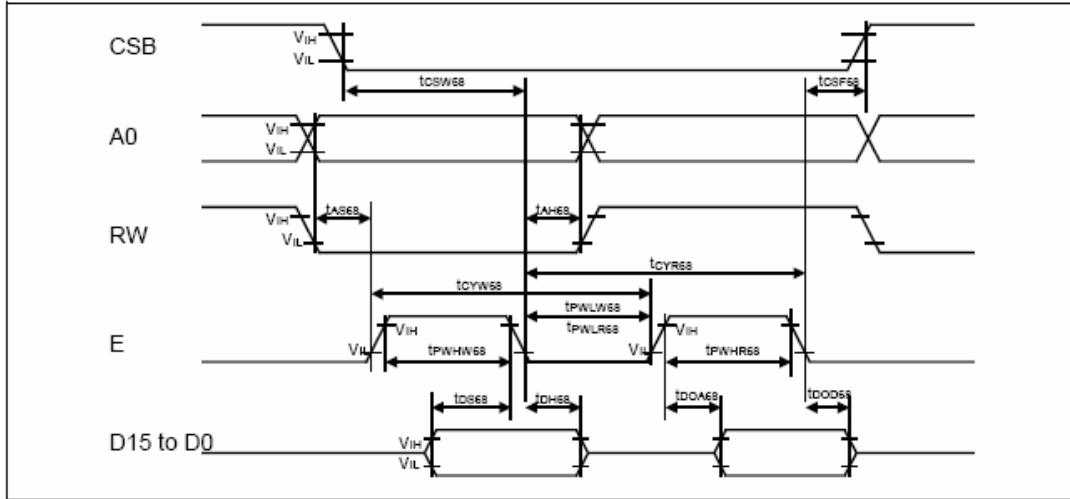 CSB
VIH
VIL
tCSW68
tCSF68
A0
VIH
VIL
RW
VIH
VIL
tAS68
tAH68
tCYR68
tCYW68
tPWLW68
tPWLR68
E
VIL
VIH
tPWHW68
VIL
VIH
tPWHR68
tDS68
tDH68
tDOA68
tDOD68
D15 to D0
VIH
VIL